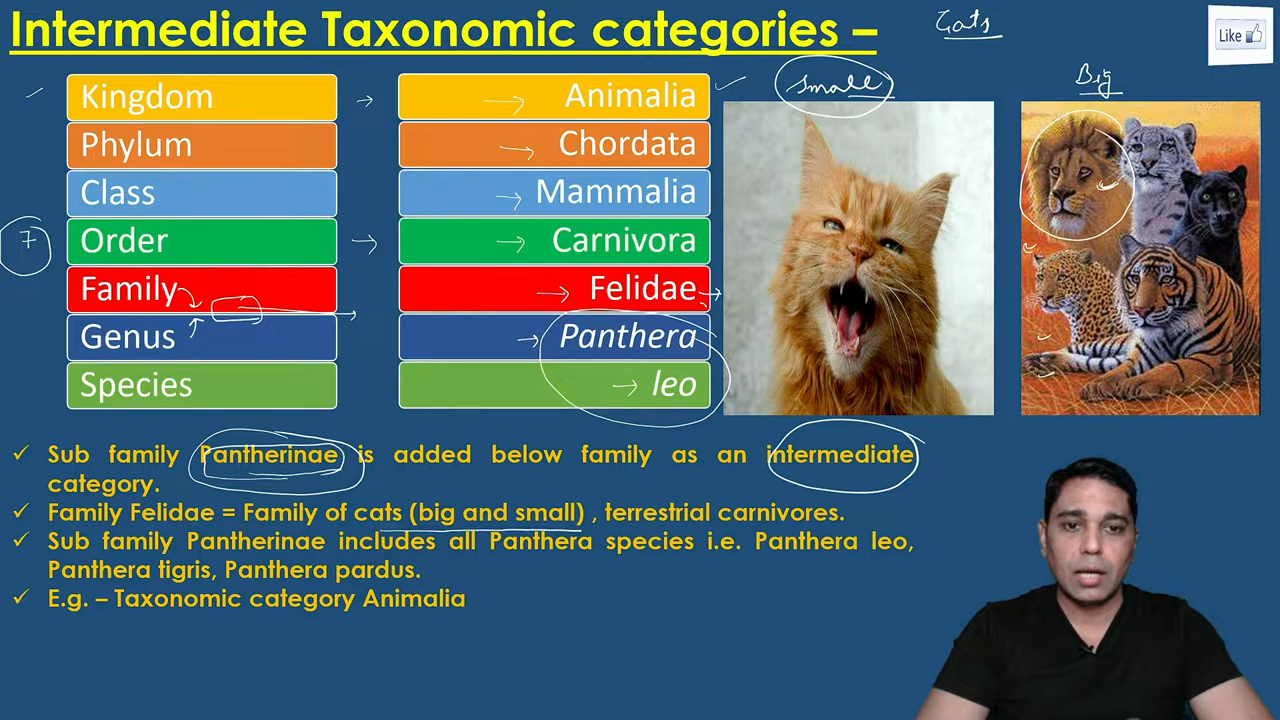 Intermediate Taxonomic categories –
Cats
Like
Kingdom
Animalia
Small
Big
Phylum
Chordata
Class
Mammalia
7
Order
Carnivora
Family
Felidae
Genus
Panthera
Species
leo
✓ Sub family Pantherinae is added below family as an intermediate
category.
✓ Family Felidae = Family of cats (big and small) , terrestrial carnivores.
✓ Sub family Pantherinae includes all Panthera species i.e. Panthera leo,
Panthera tigris, Panthera pardus.
✓ E.g. – Taxonomic category Animalia